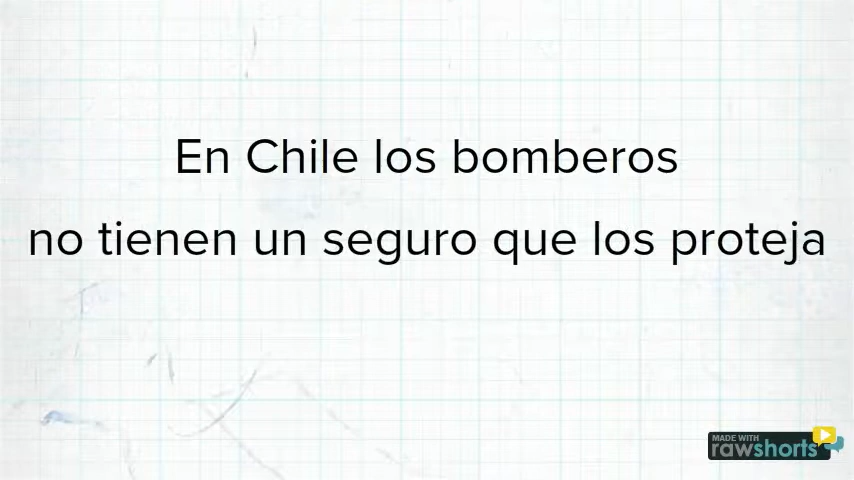 En Chile los bomberos
no tienen un seguro que los proteja
MADE WITH
rawshorts